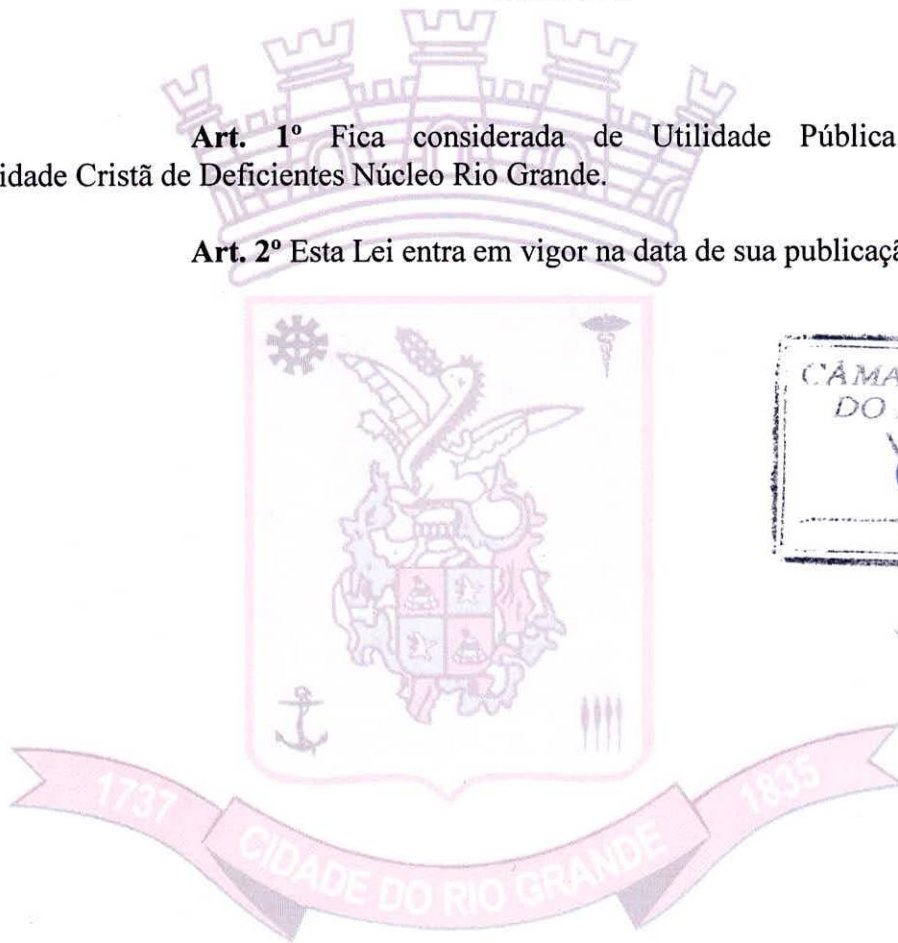 Art. 1º Fica considerada de Utilidade Pública
idade Cristã de Deficientes Núcleo Rio Grande.
Art. 2º Esta Lei entra em vigor na data de sua publicaçã
CÂMA
DO
1737
1835
CIDADE DO RIO GRANDE